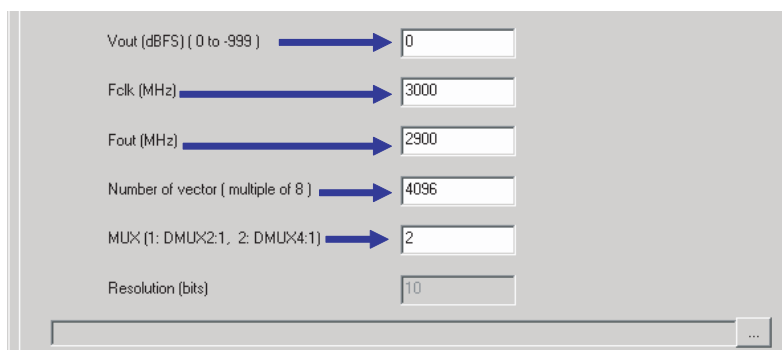 Vout (dBFS) ( 0 to -999 ) 0
Fclk (MHz) 3000
Fout (MHz) 2900
Number of vector ( multiple of 8 ) 4096
MUX (1: DMUX2:1, 2: DMUX4:1) 2
Resolution (bits) 10
...